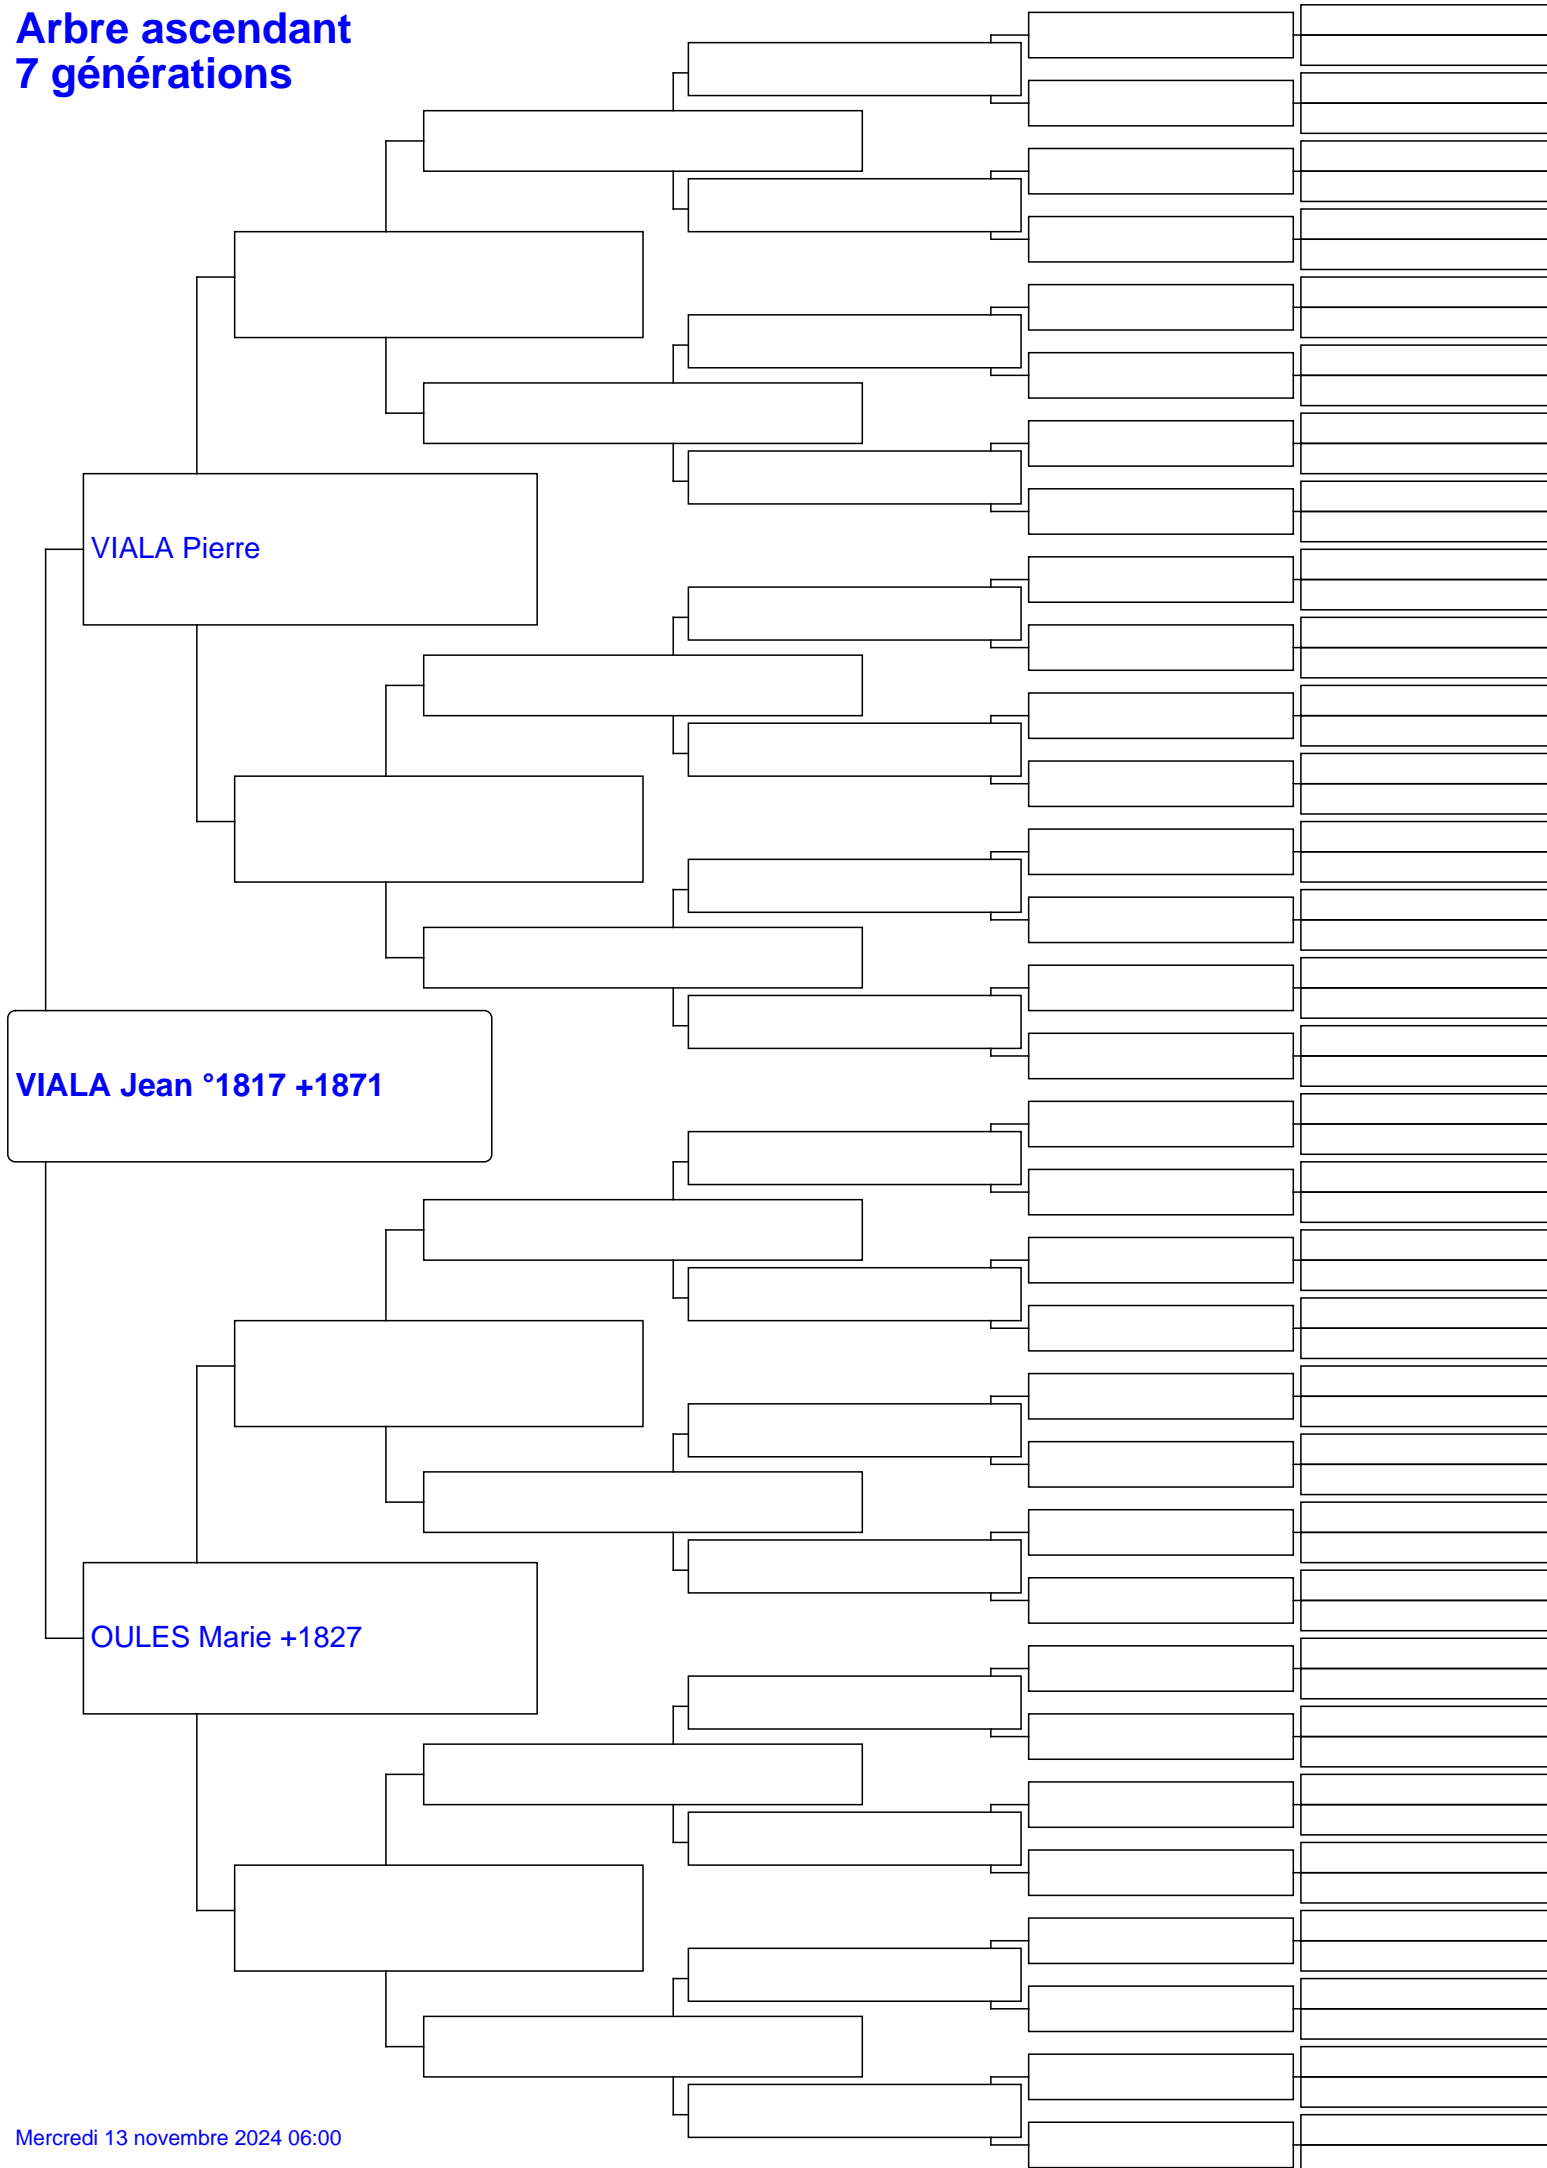 Arbre ascendant
7 générations
VIALA Pierre
VIALA Jean °1817 +1871
OULES Marie +1827
Mercredi 13 novembre 2024 06:00